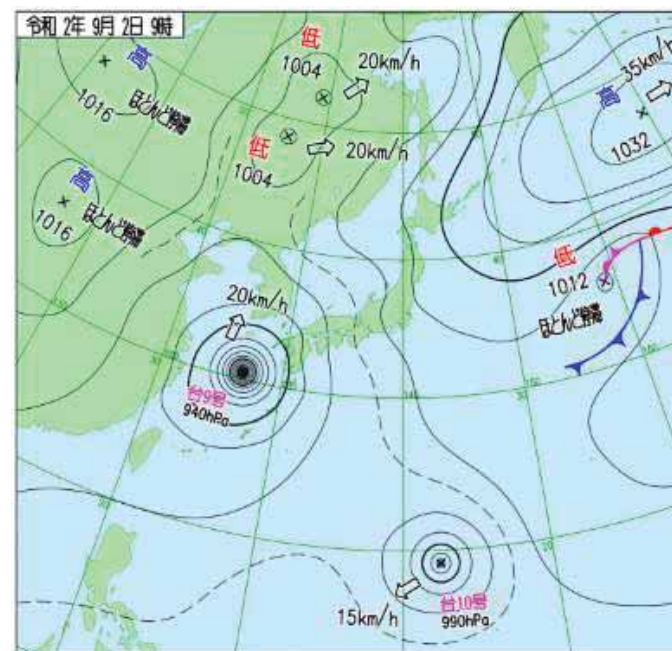 令和 2年 9月 2日 9時
高
1016
ほとんど停滞
低
1004
20km/h
低
1004
20km/h
35km/h
高
1032
高
1016
ほとんど停滞
低
1012
ほとんど停滞
20km/h
台9号
940hPa
15km/h
台10号
990hPa